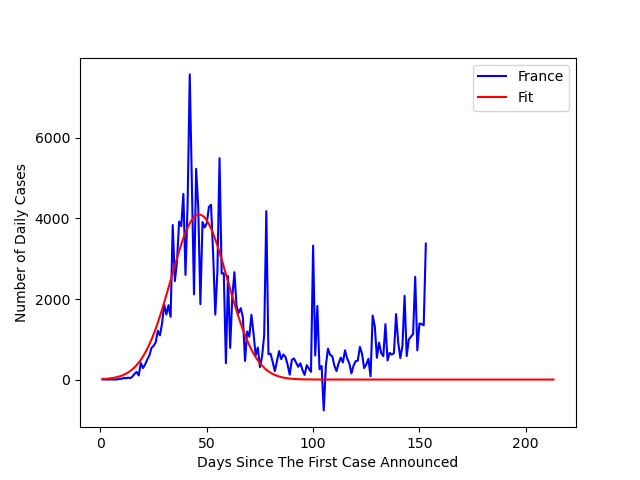 France
Fit
Number of Daily Cases
6000
4000
2000
0
0 50 100 150 200
Days Since The First Case Announced